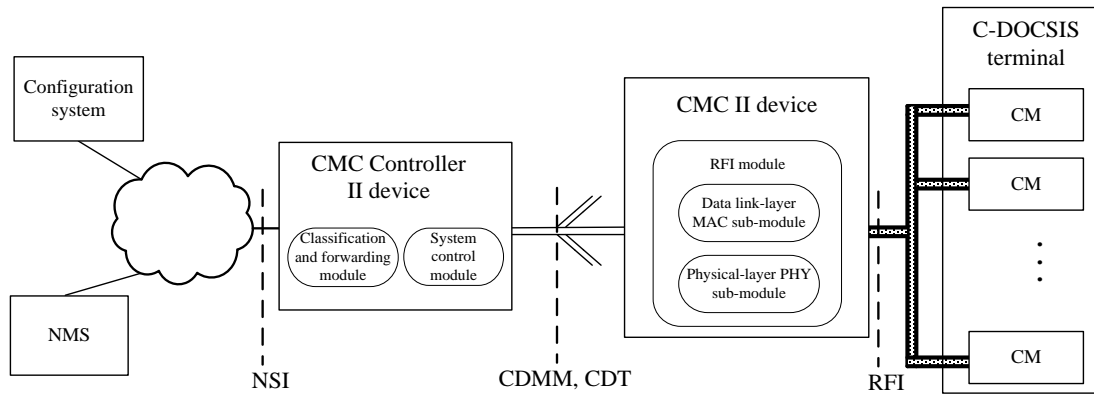 Configuration
system
NMS
NSI
CMC Controller
II device
Classification
and forwarding
module
System
control
module
CDMM, CDT
CMC II device
RFI module
Data link-layer
MAC sub-module
Physical-layer PHY
sub-module
RFI
C-DOCSIS
terminal
CM
CM
CM